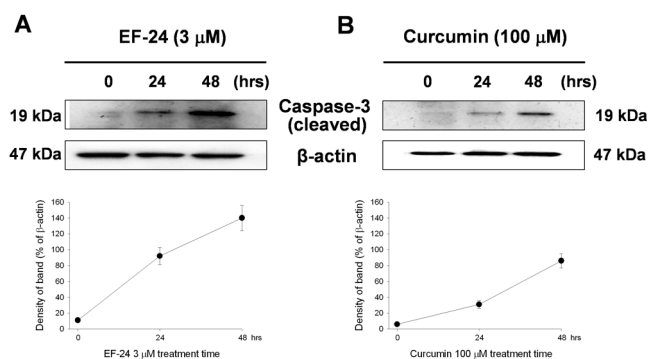 A
EF-24 (3 μM)
0 24 48 (hrs)
19 kDa
47 kDa
Caspase-3
(cleaved)
β-actin
B
Curcumin (100 μM)
0 24 48 (hrs)
19 kDa
47 kDa
Density of band (% of β-actin)
160
140
120
100
80
60
40
20
0
0 24 48 hrs
EF-24 3 μM treatment time
Density of band (% of β-actin)
160
140
120
100
80
60
40
20
0
0 24 48 hrs
Curcumin 100 μM treatment time